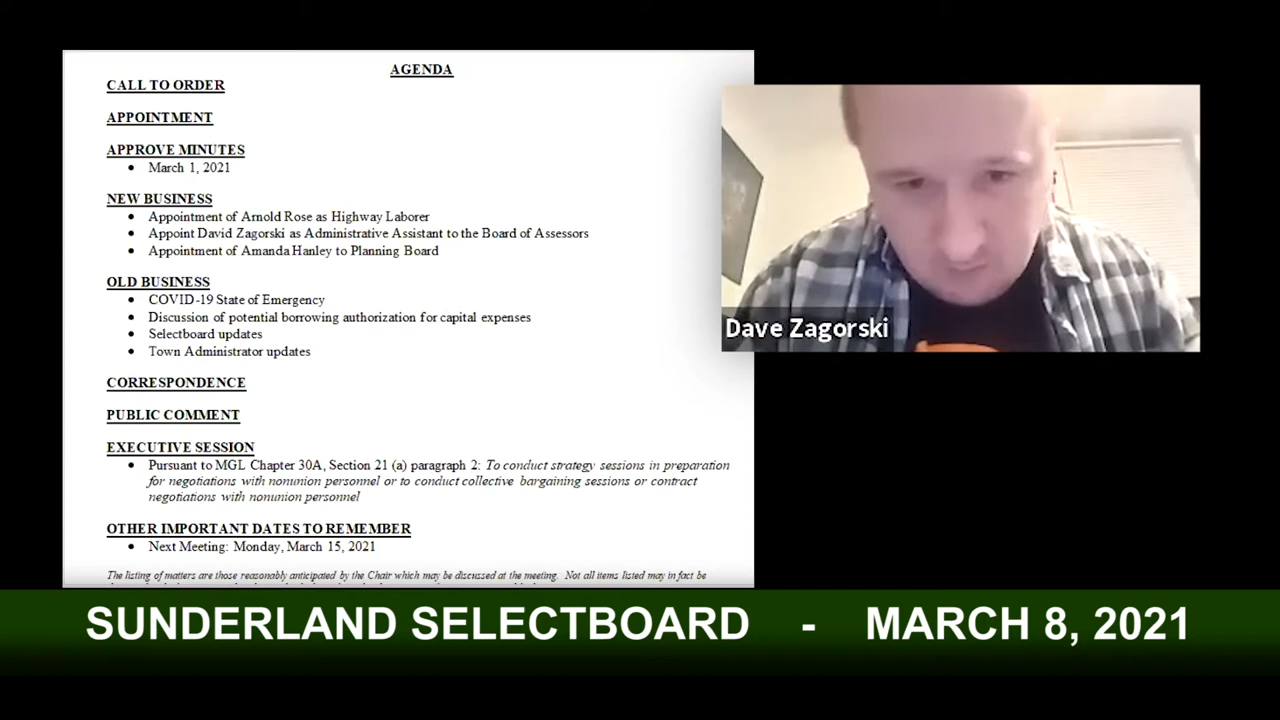 AGENDA
CALL TO ORDER
APPOINTMENT
APPROVE MINUTES
• March 1, 2021
NEW BUSINESS
• Appointment of Arnold Rose as Highway Laborer
• Appoint David Zagorski as Administrative Assistant to the Board of Assessors
• Appointment of Amanda Hanley to Planning Board
OLD BUSINESS
• COVID-19 State of Emergency
• Discussion of potential borrowing authorization for capital expenses
• Selectboard updates
• Town Administrator updates
CORRESPONDENCE
PUBLIC COMMENT
EXECUTIVE SESSION
• Pursuant to MGL Chapter 30A, Section 21 (a) paragraph 2: To conduct strategy sessions in preparation
for negotiations with nonunion personnel or to conduct collective bargaining sessions or contract
negotiations with nonunion personnel
OTHER IMPORTANT DATES TO REMEMBER
• Next Meeting: Monday, March 15, 2021
The listing of matters are those reasonably anticipated by the Chair which may be discussed at the meeting. Not all items listed may in fact be
Dave Zagorski
SUNDERLAND SELECTBOARD - MARCH 8, 2021